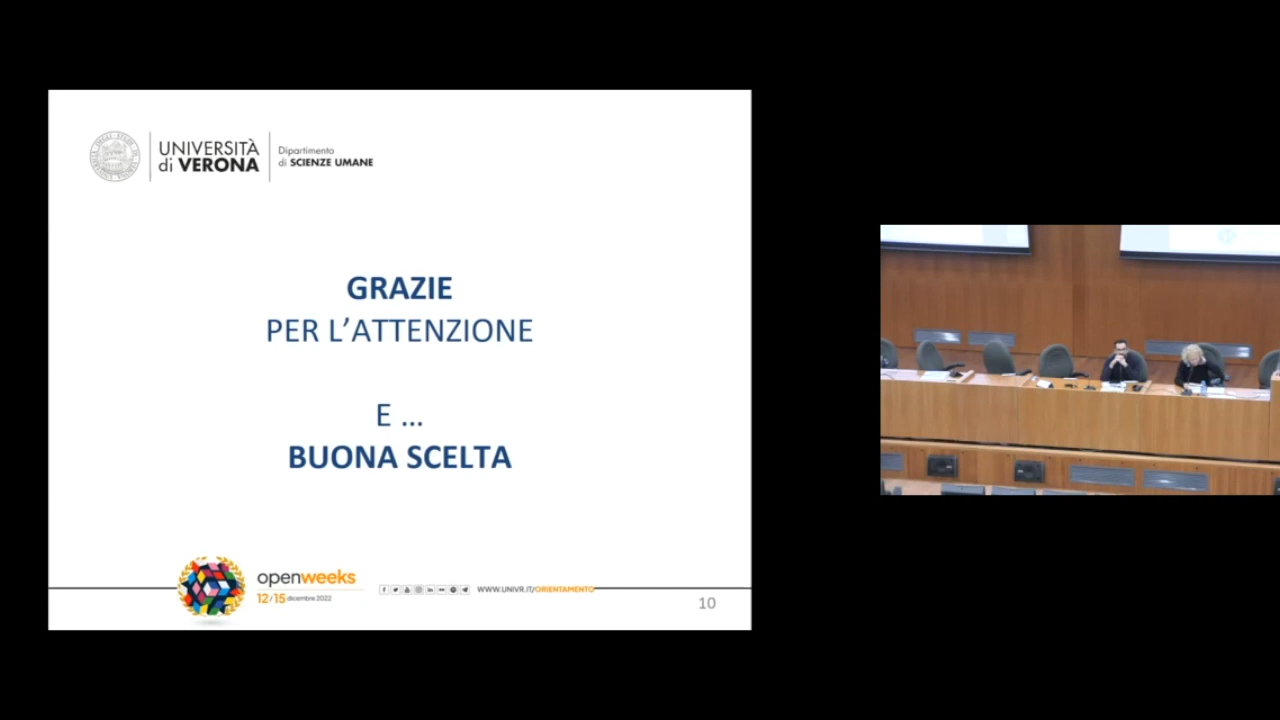 UNIVERSITÀ
di VERONA
Dipartimento
di SCIENZE UMANE
GRAZIE
PER L’ATTENZIONE
E …
BUONA SCELTA
openweeks
12/15 dicembre 2022
WWW.UNIVR.IT/ORIENTAMENTO
10